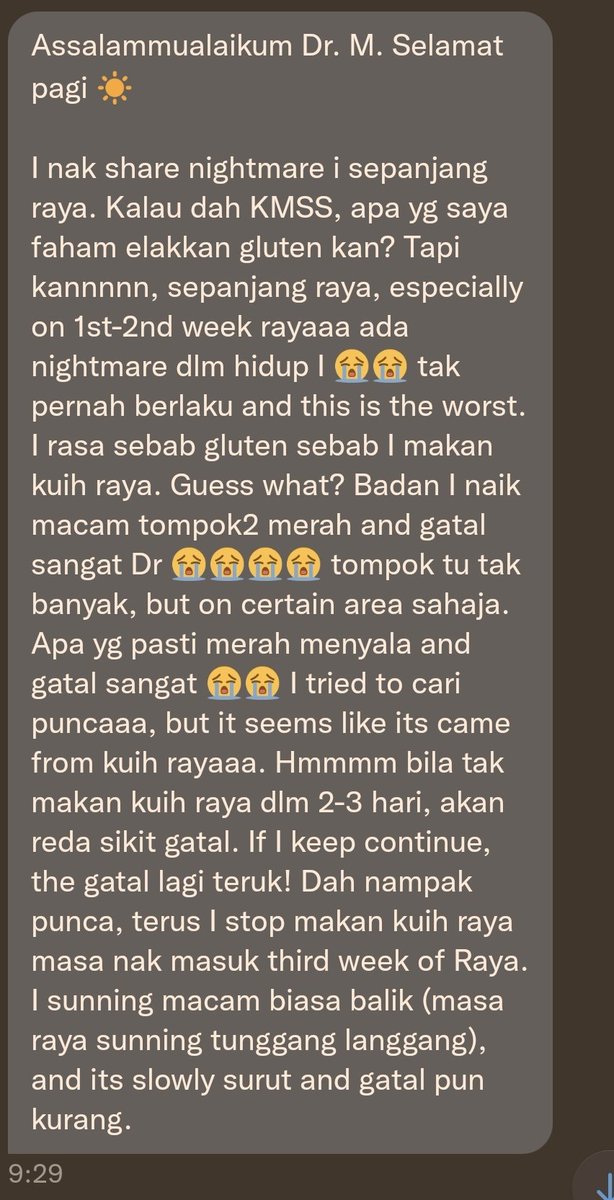 Assalammualaikum Dr. M. Selamat
pagi ☀️
I nak share nightmare i sepanjang
raya. Kalau dah KMSS, apa yg saya
faham elakkan gluten kan? Tapi
kannnnn, sepanjang raya, especially
on 1st-2nd week rayaaa ada
nightmare dlm hidup I 😭😭 tak
pernah berlaku and this is the worst.
I rasa sebab gluten sebab I makan
kuih raya. Guess what? Badan I naik
macam tompok2 merah and gatal
sangat Dr 😭😭😭😭 tompok tu tak
banyak, but on certain area sahaja.
Apa yg pasti merah menyala and
gatal sangat 😭😭 I tried to cari
puncaaa, but it seems like its came
from kuih rayaaa. Hmmmm bila tak
makan kuih raya dlm 2-3 hari, akan
reda sikit gatal. If I keep continue,
the gatal lagi teruk! Dah nampak
punca, terus I stop makan kuih raya
masa nak masuk third week of Raya.
I sunning macam biasa balik (masa
raya sunning tunggang langgang),
and its slowly surut and gatal pun
kurang.
9:29